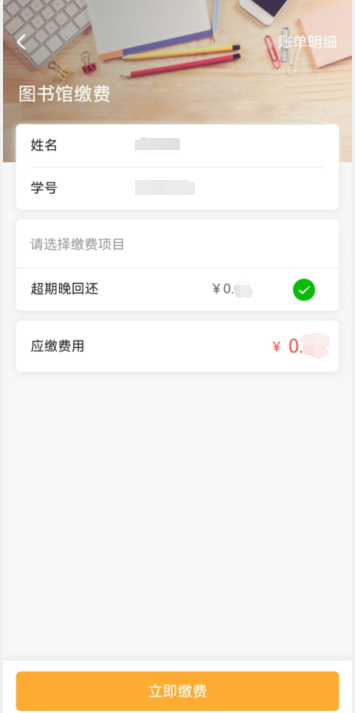 账单明细
图书馆缴费
姓名
学号
请选择缴费项目
超期晚回还 ￥0.
应缴费用 ￥ 0.
立即缴费